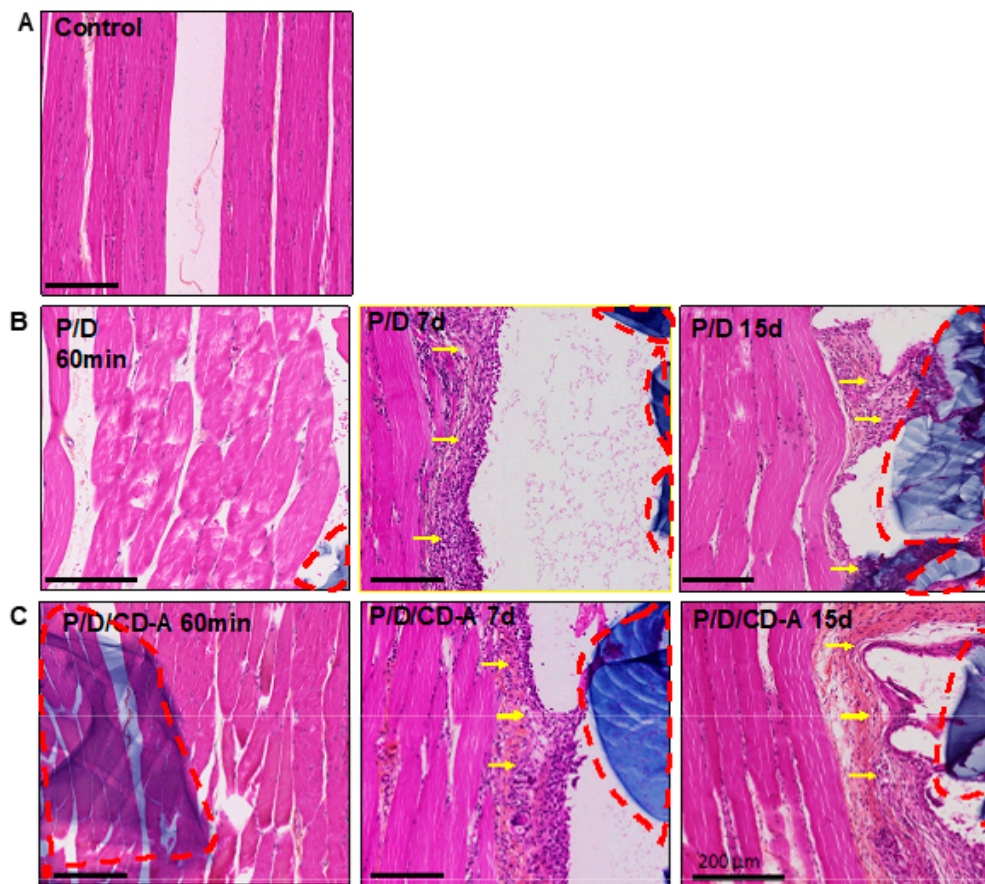 A
Control
B
P/D
60min
P/D 7d
P/D 15d
C
P/D/CD-A 60min
P/D/CD-A 7d
P/D/CD-A 15d
200 µm